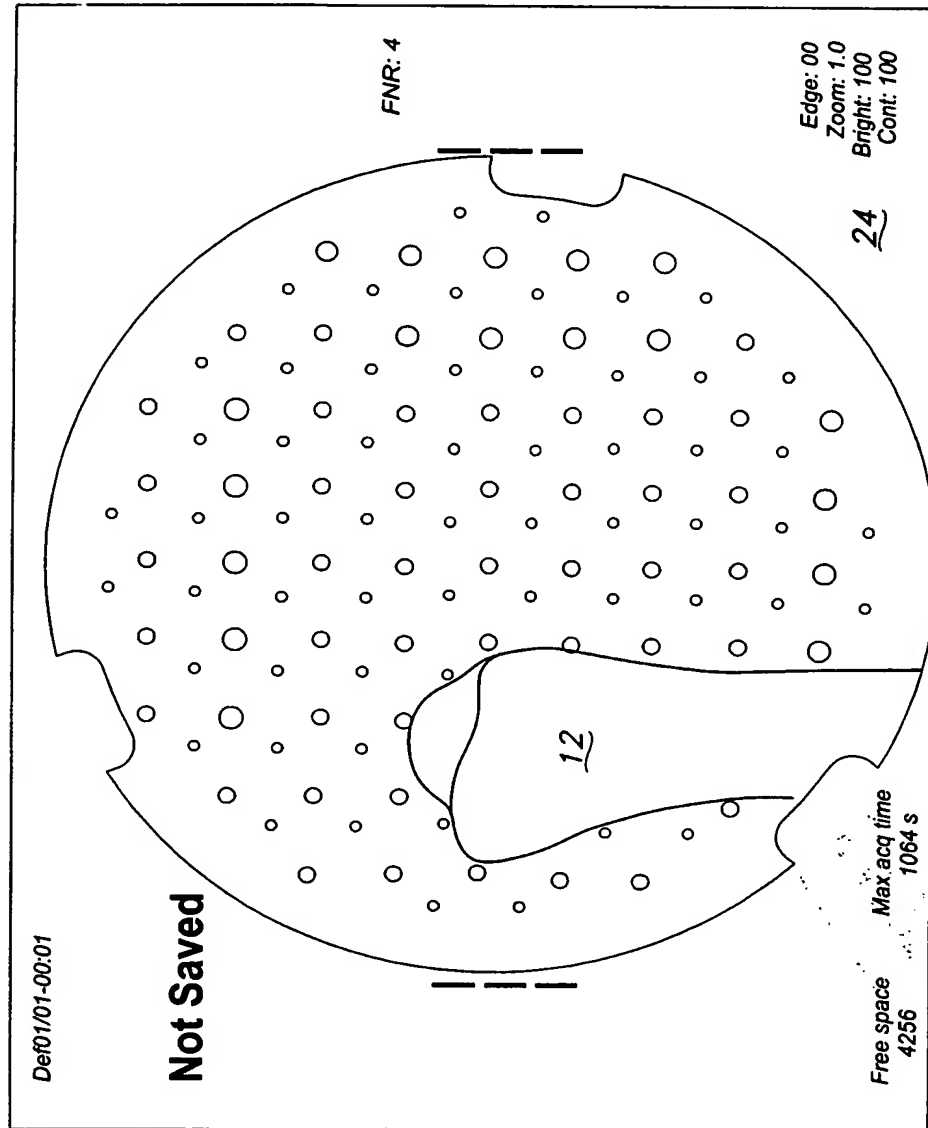 Def01/01-00:01
Not Saved
FNR: 4
12
24
Free space
4256
Max acq time
1064 s
Edge: 00
Zoom: 1.0
Bright: 100
Cont: 100